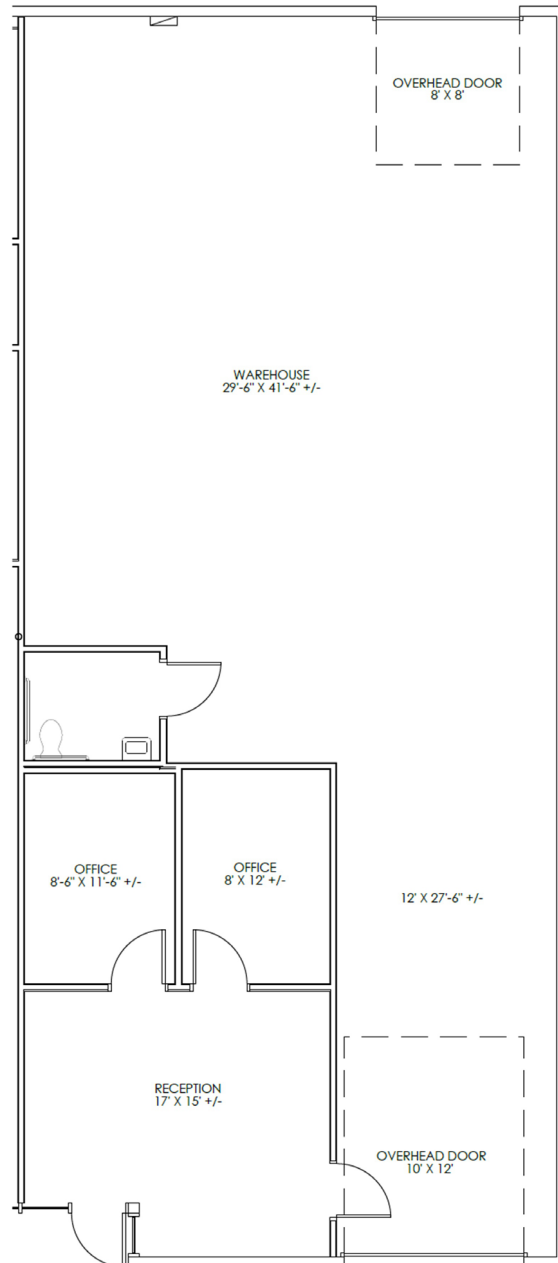 OVERHEAD DOOR
8' X 8'
WAREHOUSE
29'-6" X 41'-6" +/-
OFFICE
8'-6" X 11'-6" +/-
OFFICE
8' X 12' +/-
12' X 27'-6" +/-
RECEPTION
17' X 15' +/-
OVERHEAD DOOR
10' X 12'